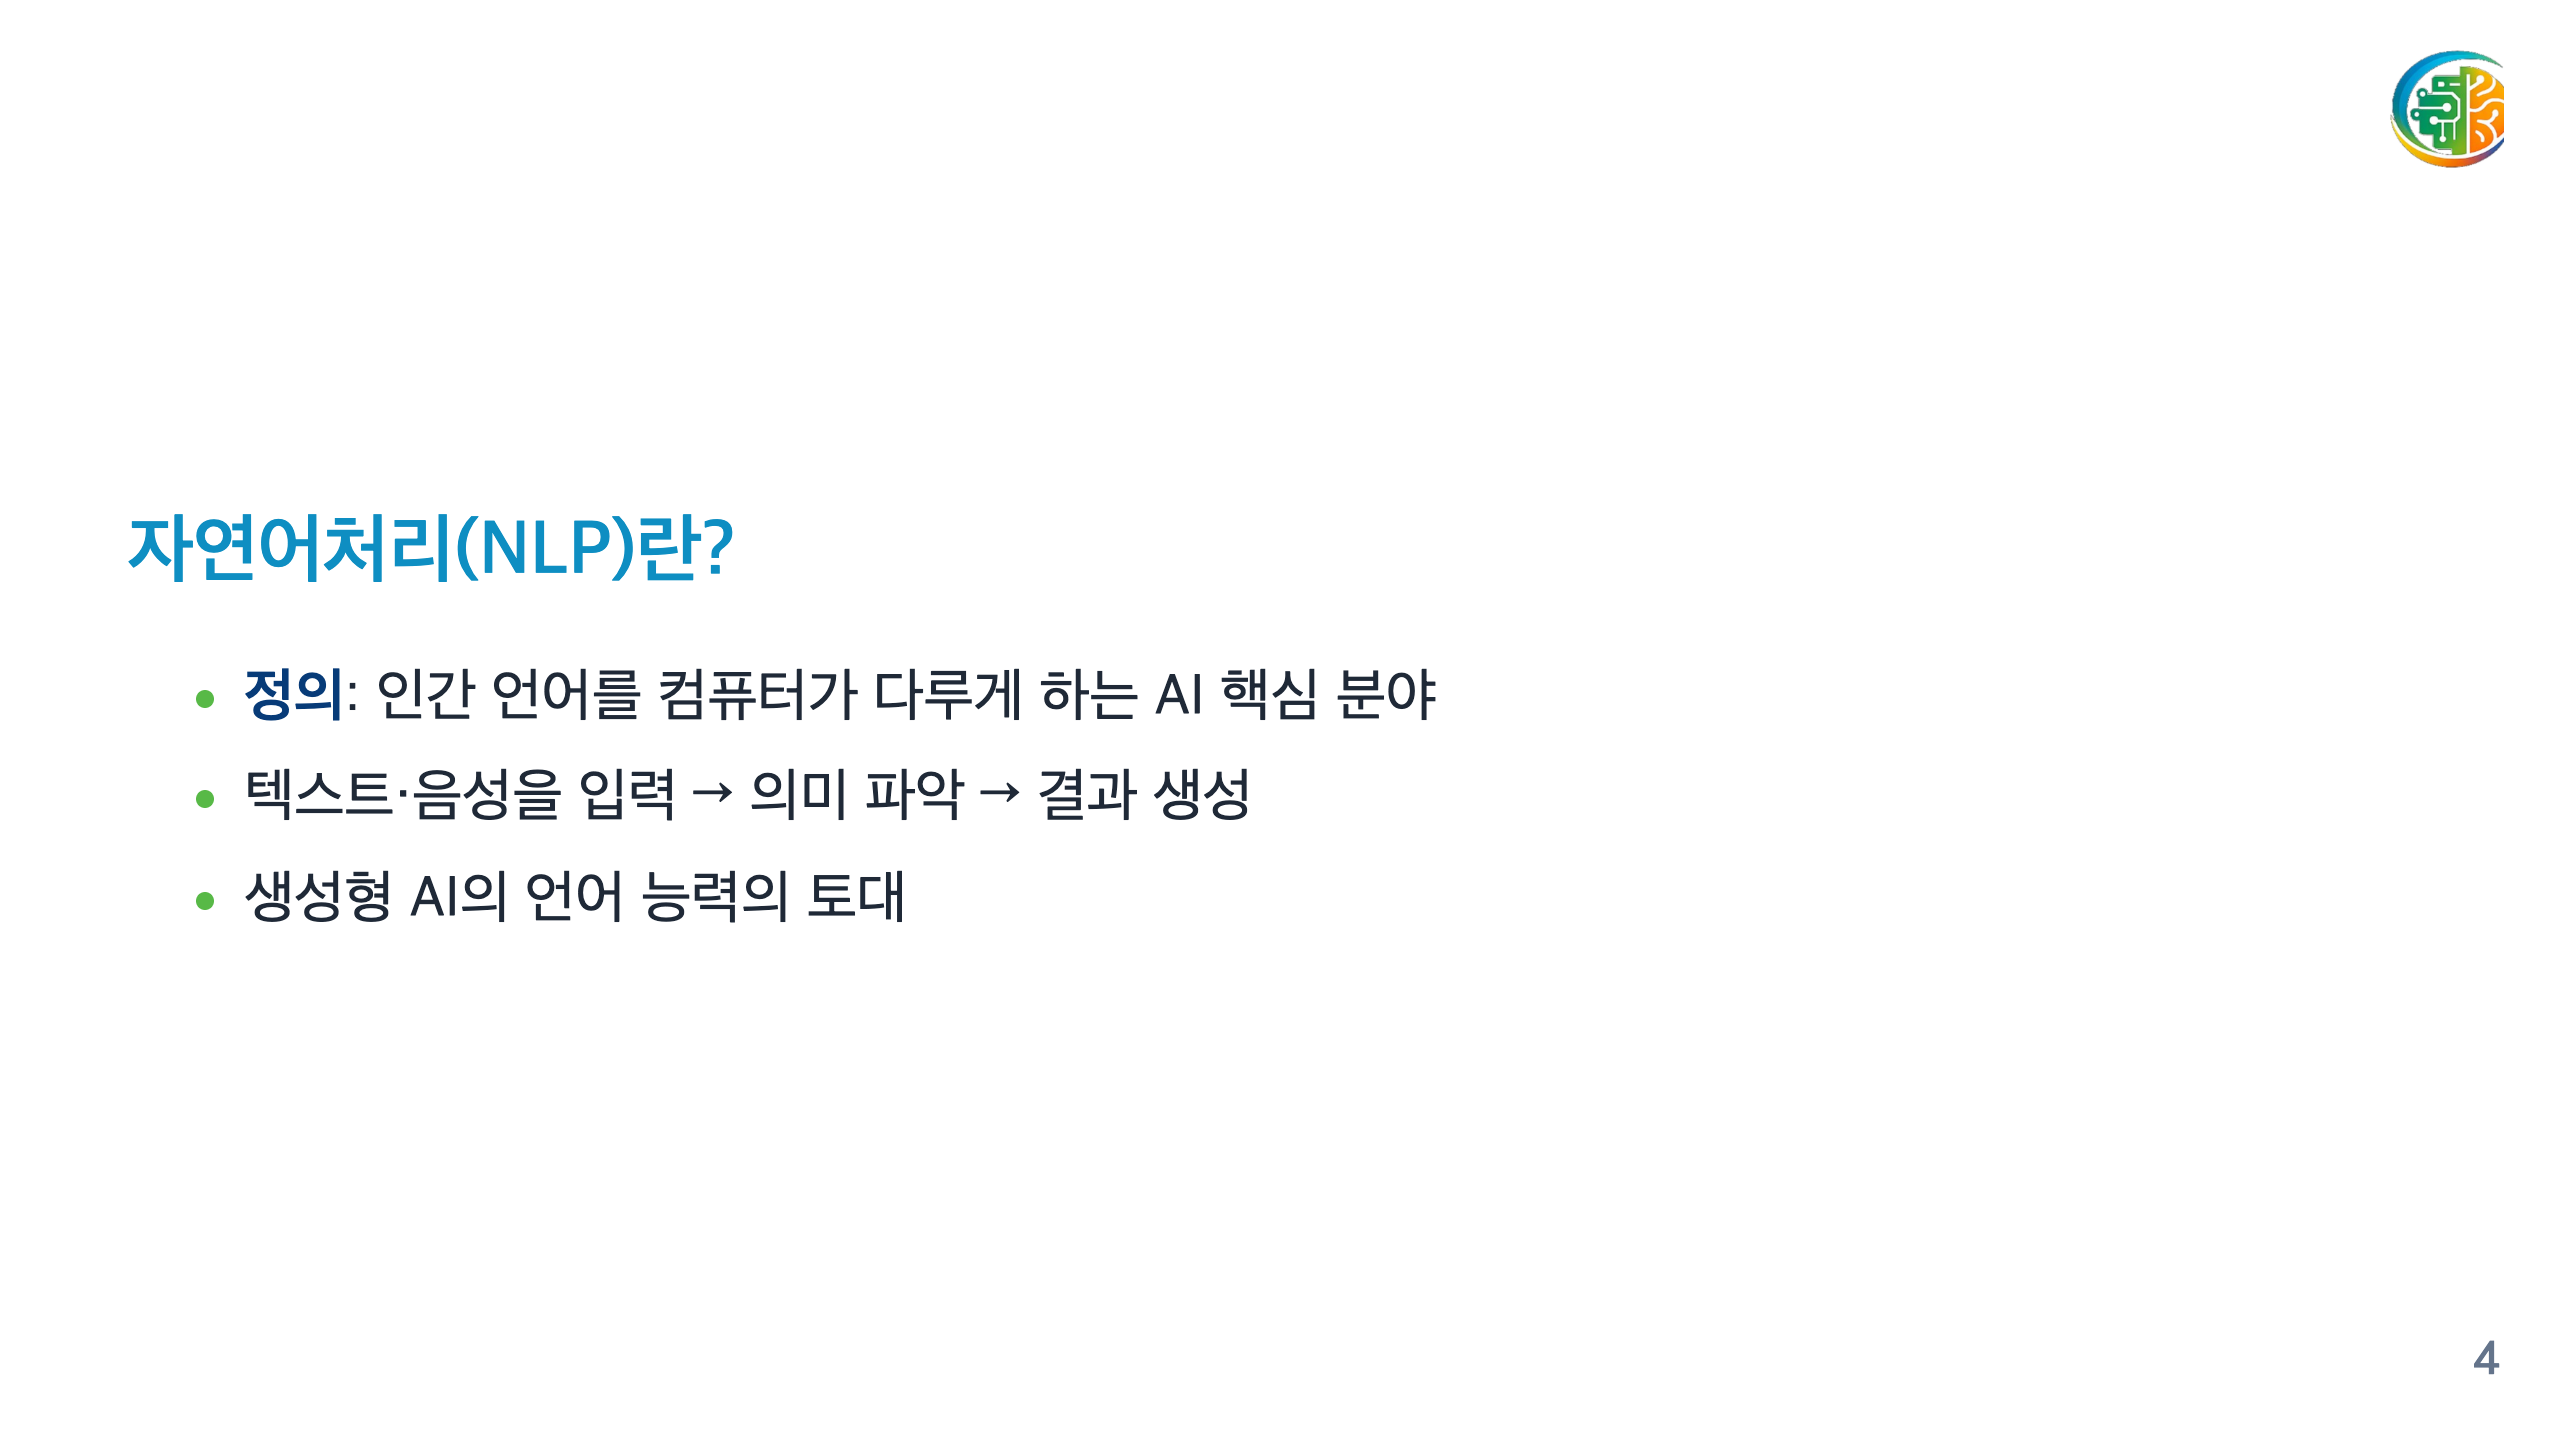 자연어처리(NLP)란?
• 정의: 인간 언어를 컴퓨터가 다루게 하는 AI 핵심 분야
• 텍스트·음성을 입력 → 의미 파악 → 결과 생성
• 생성형 AI의 언어 능력의 토대
4